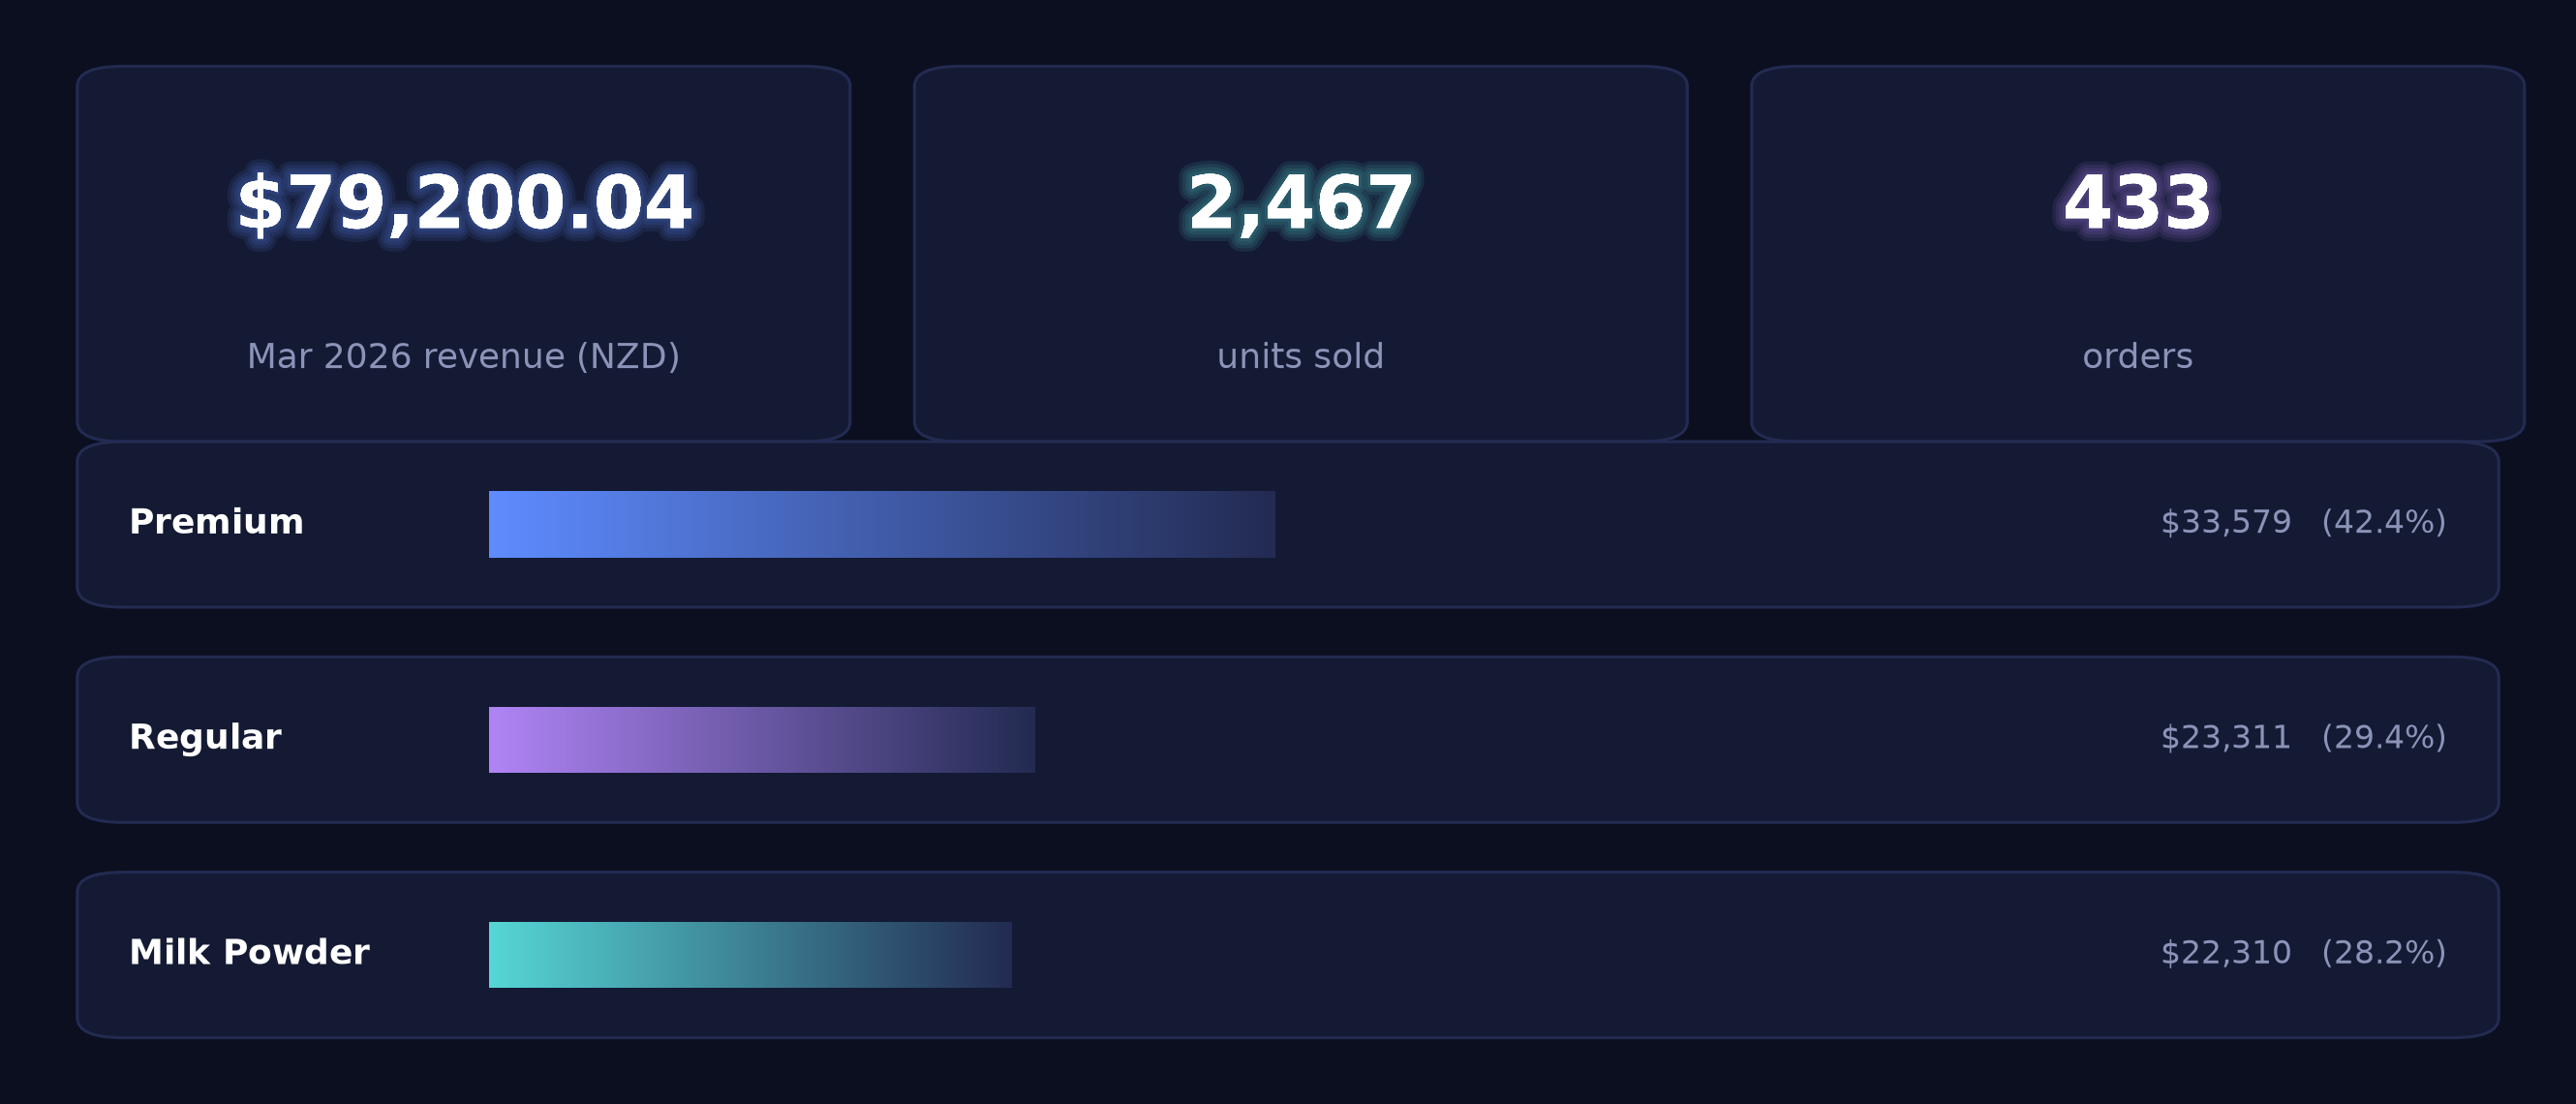 $79,200.04
Mar 2026 revenue (NZD)
2,467
units sold
433
orders
Premium $33,579 (42.4%)
Regular $23,311 (29.4%)
Milk Powder $22,310 (28.2%)